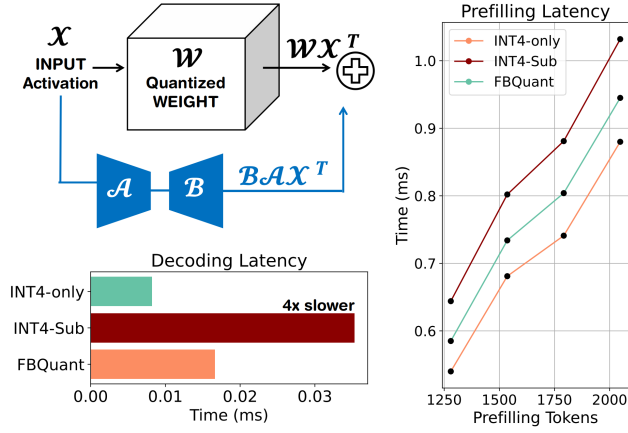 X
INPUT
Activation
W
Quantized
WEIGHT
WX^T
A
B
BAX^T
Decoding Latency
INT4-only
INT4-Sub
FBQuant
4x slower
0.00 0.01 0.02 0.03
Time (ms)
Prefilling Latency
INT4-only
INT4-Sub
FBQuant
1.0
0.9
0.8
0.7
0.6
Time (ms)
1250 1500 1750 2000
Prefilling Tokens